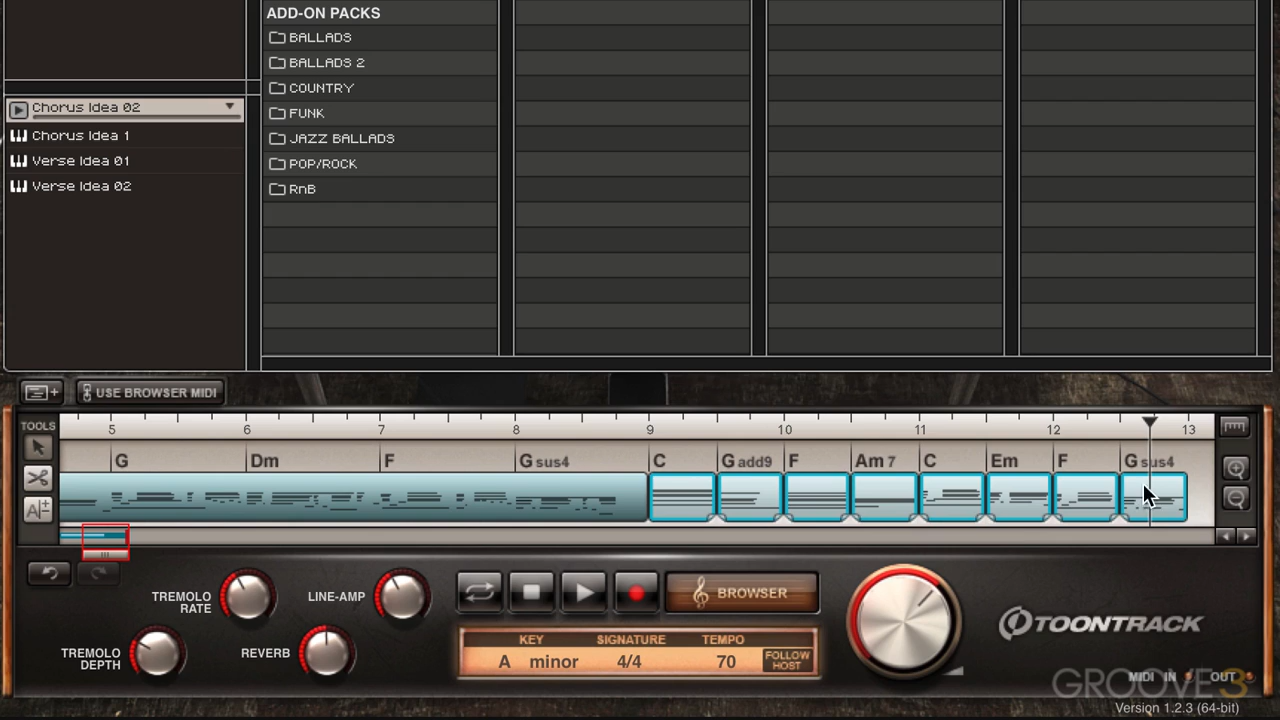 ADD-ON PACKS
BALLADS
BALLADS 2
COUNTRY
FUNK
JAZZ BALLADS
POP/ROCK
RnB
Chorus Idea 02
Chorus Idea 1
Verse Idea 01
Verse Idea 02
USE BROWSER MIDI
TOOLS
5 6 7 8 9 10 11 12 13
G Dm F G sus4 C G add9 F Am 7 C Em F G sus4
A
TREMOLO RATE
LINE-AMP
TREMOLO DEPTH
REVERB
BROWSER
KEY SIGNATURE TEMPO
A minor 4/4 70 FOLLOW HOST
TOONTRACK
GROOVE3
MIDI IN OUT
Version 1.2.3 (64-bit)